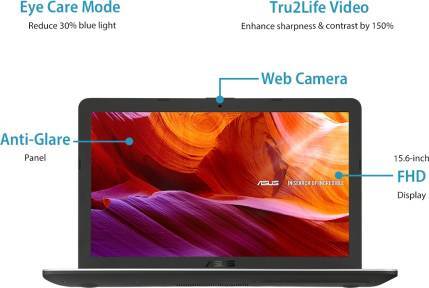 Eye Care Mode
Reduce 30% blue light
Tru2Life Video
Enhance sharpness & contrast by 150%
Web Camera
Anti-Glare
Panel
15.6-inch
FHD
Display
ASUS IN SEARCH OF INCREDIBLE
ASUS